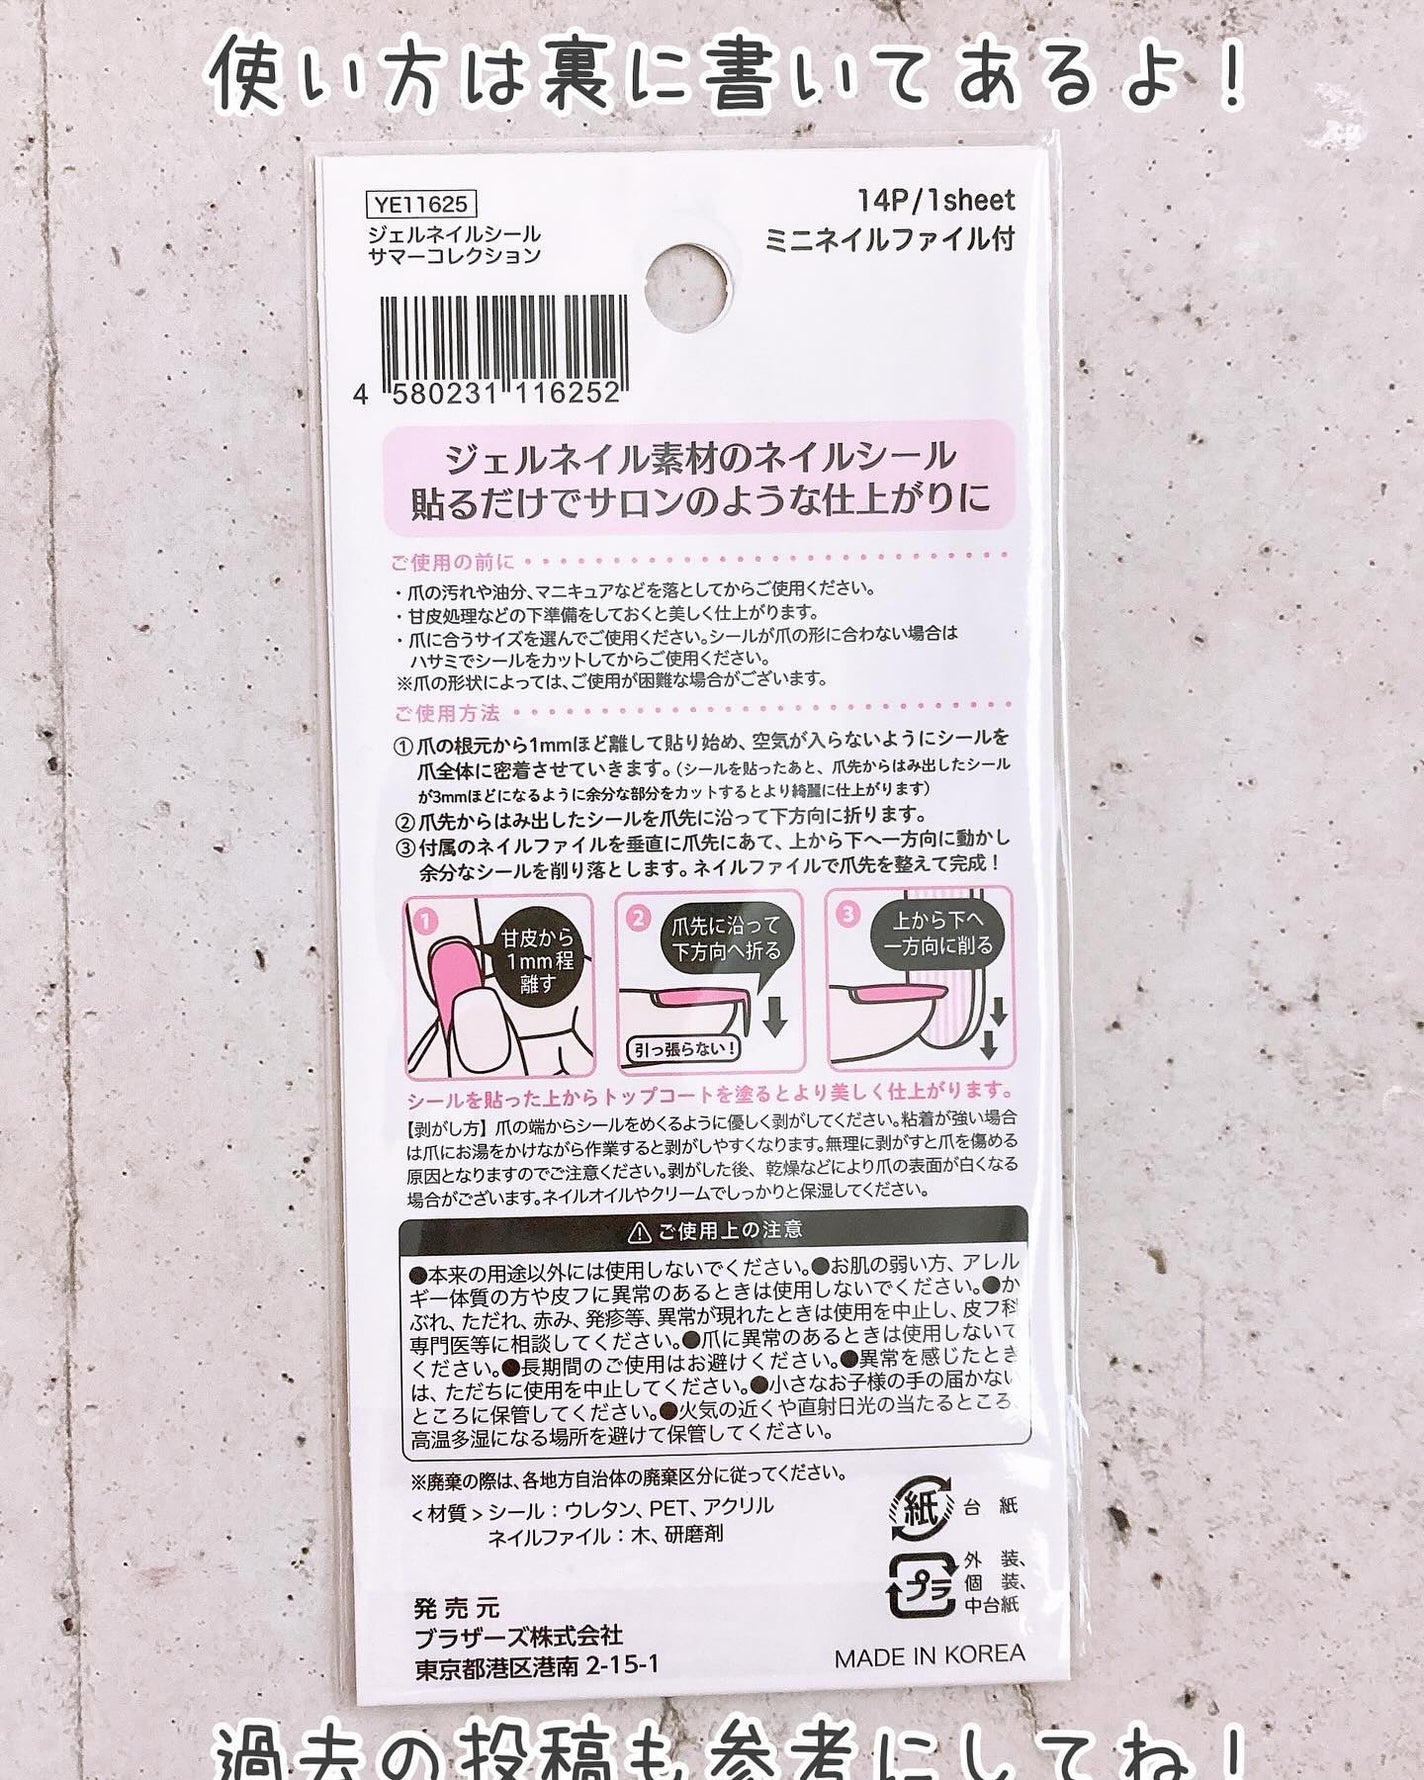 使い方は裏に書いてあるよ！
YE11625
ジェルネイルシール
サマーコレクション
14P/1sheet
ミニネイルファイル付
4 580231 116252
ジェルネイル素材のネイルシール
貼るだけでサロンのような仕上がりに
ご使用の前に
・爪の汚れや油分、マニキュアなどを落としてからご使用ください。
・甘皮処理などの下準備をしておくと美しく仕上がります。
・爪に合うサイズを選んでご使用ください。シールが爪の形に合わない場合は
ハサミでシールをカットしてからご使用ください。
※爪の形状によっては、ご使用が困難な場合がございます。
ご使用方法
①爪の根元から1mmほど離して貼り始め、空気が入らないようにシールを
爪全体に密着させていきます。（シールを貼ったあと、爪先からはみ出したシール
が3mmほどになるように余分な部分をカットするとより綺麗に仕上がります）
②爪先からはみ出したシールを爪先に沿って下方向に折ります。
③付属のネイルファイルを垂直に爪先にあて、上から下へ一方向に動かし
余分なシールを削り落とします。ネイルファイルで爪先を整えて完成！
1
甘皮から
1mm程
離す
2
爪先に沿って
下方向へ折る
引っ張らない！
3
上から下へ
一方向に削る
シールを貼った上からトップコートを塗るとより美しく仕上がります。
【剥がし方】爪の端からシールをめくるように優しく剥がしてください。粘着が強い場合
は爪にお湯をかけながら作業すると剥がしやすくなります。無理に剥がすと爪を傷める
原因となりますのでご注意ください。剥がした後、乾燥などにより爪の表面が白くなる
場合がございます。ネイルオイルやクリームでしっかりと保湿してください。
⚠ご使用上の注意
●本来の用途以外には使用しないでください。●お肌の弱い方、アレル
ギー体質の方や皮フに異常のあるときは使用しないでください。●か
ぶれ、ただれ、赤み、発疹等、異常が現れたときは使用を中止し、皮フ科
専門医等に相談してください。●爪に異常のあるときは使用しないで
ください。●長期間のご使用はお避けください。●異常を感じたとき
は、ただちに使用を中止してください。●小さなお子様の手の届かない
ところに保管してください。●火気の近くや直射日光の当たるところ、
高温多湿になる場所を避けて保管してください。
※廃棄の際は、各地方自治体の廃棄区分に従ってください。
＜材質＞シール：ウレタン、PET、アクリル
ネイルファイル：木、研磨剤
紙 台 紙
プラ 外 装、
個 装、
中台紙
発売元
ブラザーズ株式会社
東京都港区港南 2-15-1
MADE IN KOREA
過去の投稿も参考にしてね！